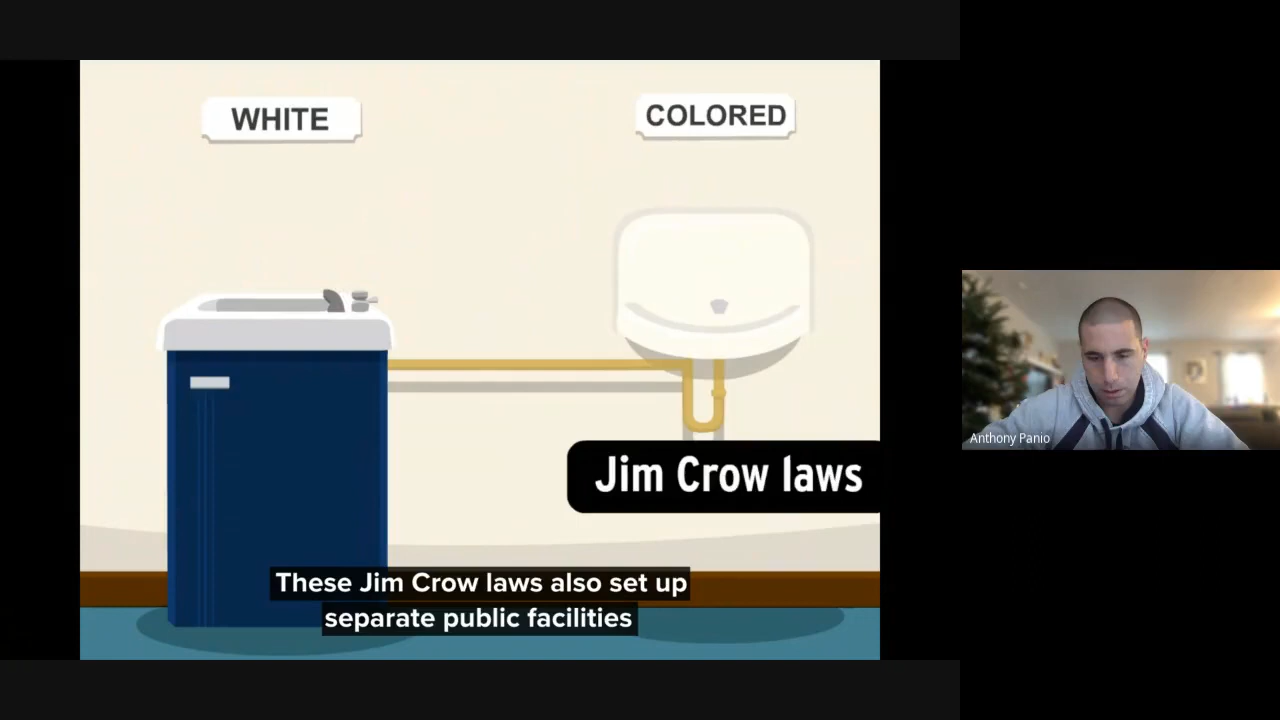 WHITE
COLORED
Jim Crow laws
These Jim Crow laws also set up
separate public facilities
Anthony Panio